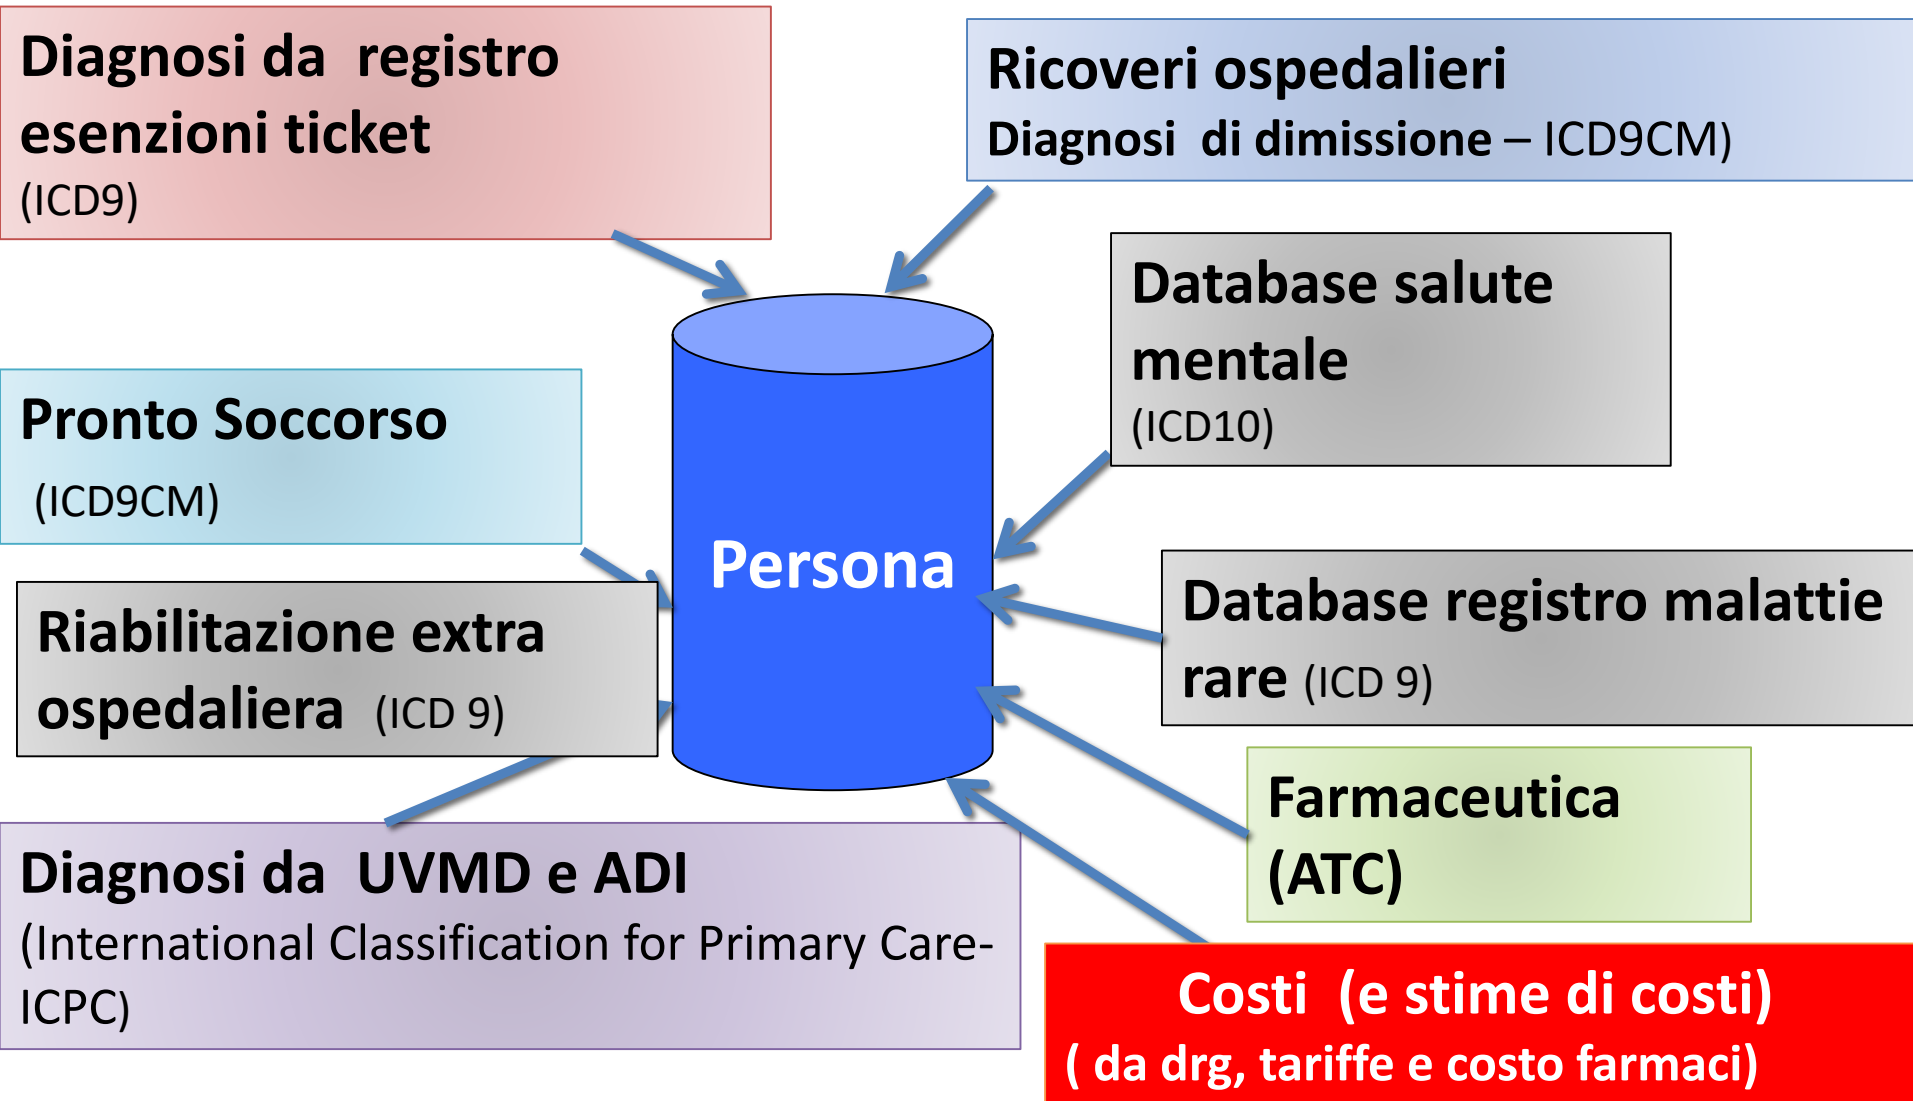 Diagnosi da  registro
esenzioni ticket
(ICD9)
Ricoveri ospedalieri
Diagnosi  di dimissione – ICD9CM)
Database salute
mentale
(ICD10)
Pronto Soccorso
(ICD9CM)
Persona
Riabilitazione extra
ospedaliera  (ICD 9)
Database registro malattie
rare (ICD 9)
Farmaceutica
(ATC)
Diagnosi da  UVMD e ADI
(International Classification for Primary Care-
ICPC)
Costi  (e stime di costi)
( da drg, tariffe e costo farmaci)